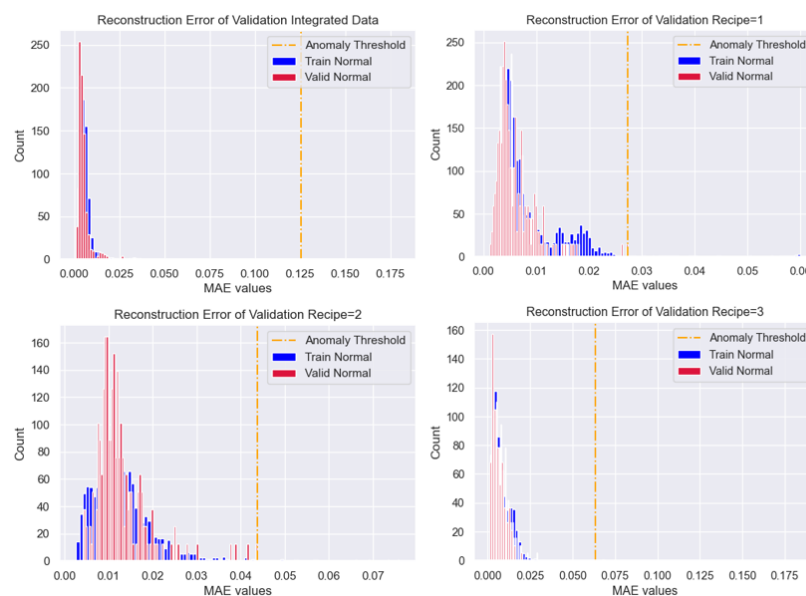 Reconstruction Error of Validation Integrated Data
Anomaly Threshold
Train Normal
Valid Normal
Count
250
200
150
100
50
0
0.000 0.025 0.050 0.075 0.100 0.125 0.150 0.175
MAE values
Reconstruction Error of Validation Recipe=1
Anomaly Threshold
Train Normal
Valid Normal
Count
250
200
150
100
50
0
0.00 0.01 0.02 0.03 0.04 0.05 0.0
MAE values
Reconstruction Error of Validation Recipe=2
Anomaly Threshold
Train Normal
Valid Normal
Count
160
140
120
100
80
60
40
20
0
0.00 0.01 0.02 0.03 0.04 0.05 0.06 0.07
MAE values
Reconstruction Error of Validation Recipe=3
Anomaly Threshold
Train Normal
Valid Normal
Count
160
140
120
100
80
60
40
20
0
0.000 0.025 0.050 0.075 0.100 0.125 0.150 0.175
MAE values